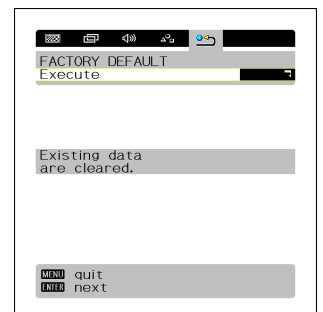 FACTORY DEFAULT
Execute
Existing data
are cleared.
MENU quit
ENTER next